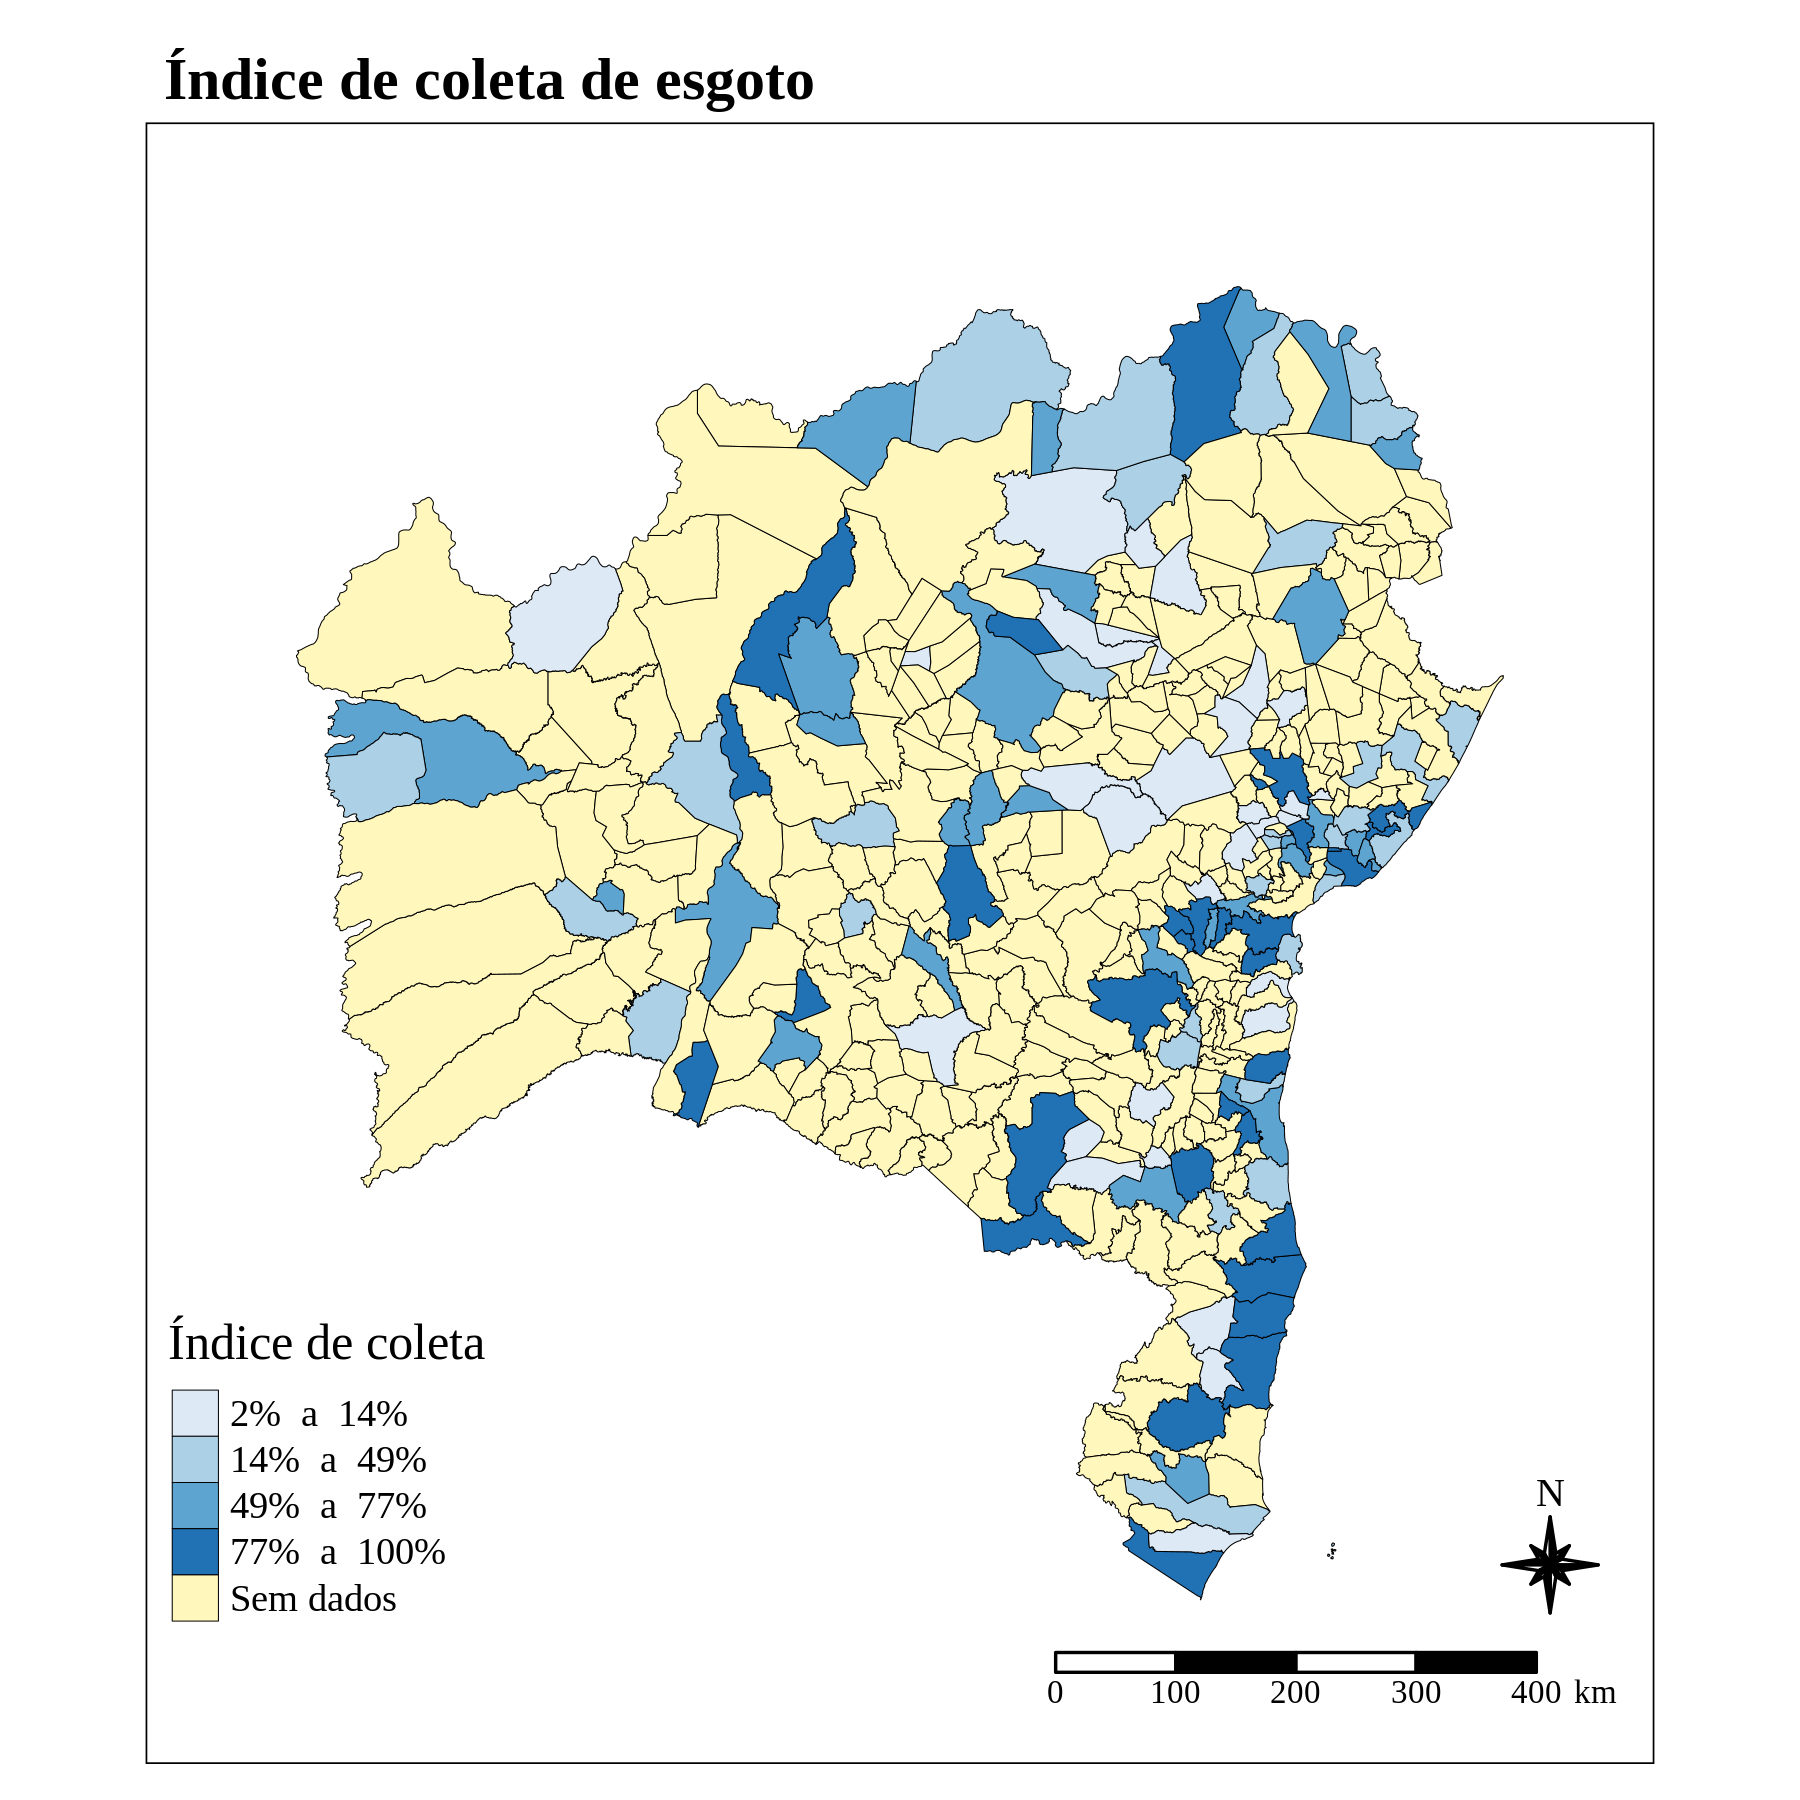 Índice de coleta de esgoto
Índice de coleta
2% a 14%
14% a 49%
49% a 77%
77% a 100%
Sem dados
N
0 100 200 300 400 km